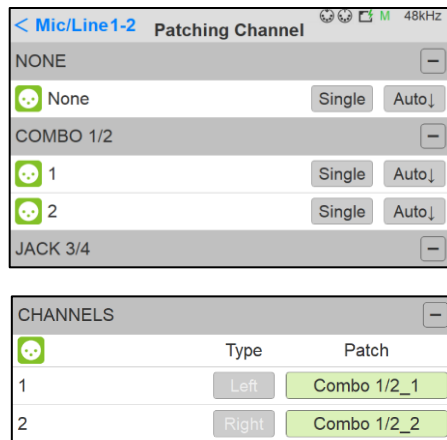 < Mic/Line1-2 Patching Channel M 48kHz
NONE −
None Single Auto↓
COMBO 1/2 −
1 Single Auto↓
2 Single Auto↓
JACK 3/4 −
CHANNELS −
Type Patch
1 Left Combo 1/2_1
2 Right Combo 1/2_2